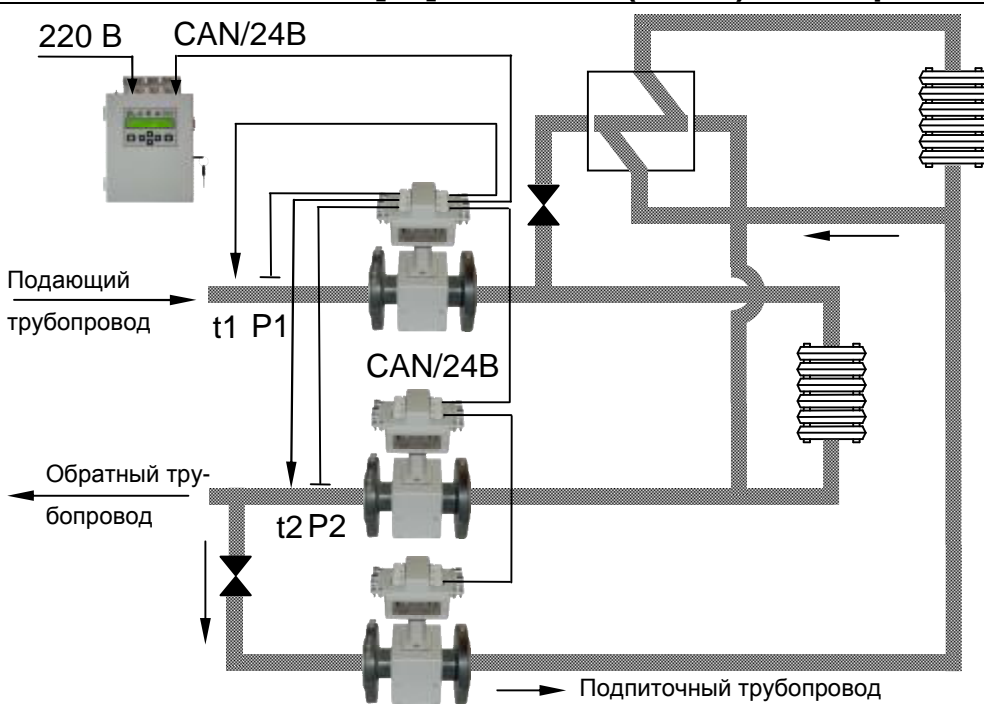 220 В
CAN/24В
Подающий
трубопровод
t1 P1
CAN/24В
Обратный тру-
бопровод
t2 P2
Подпиточный трубопровод